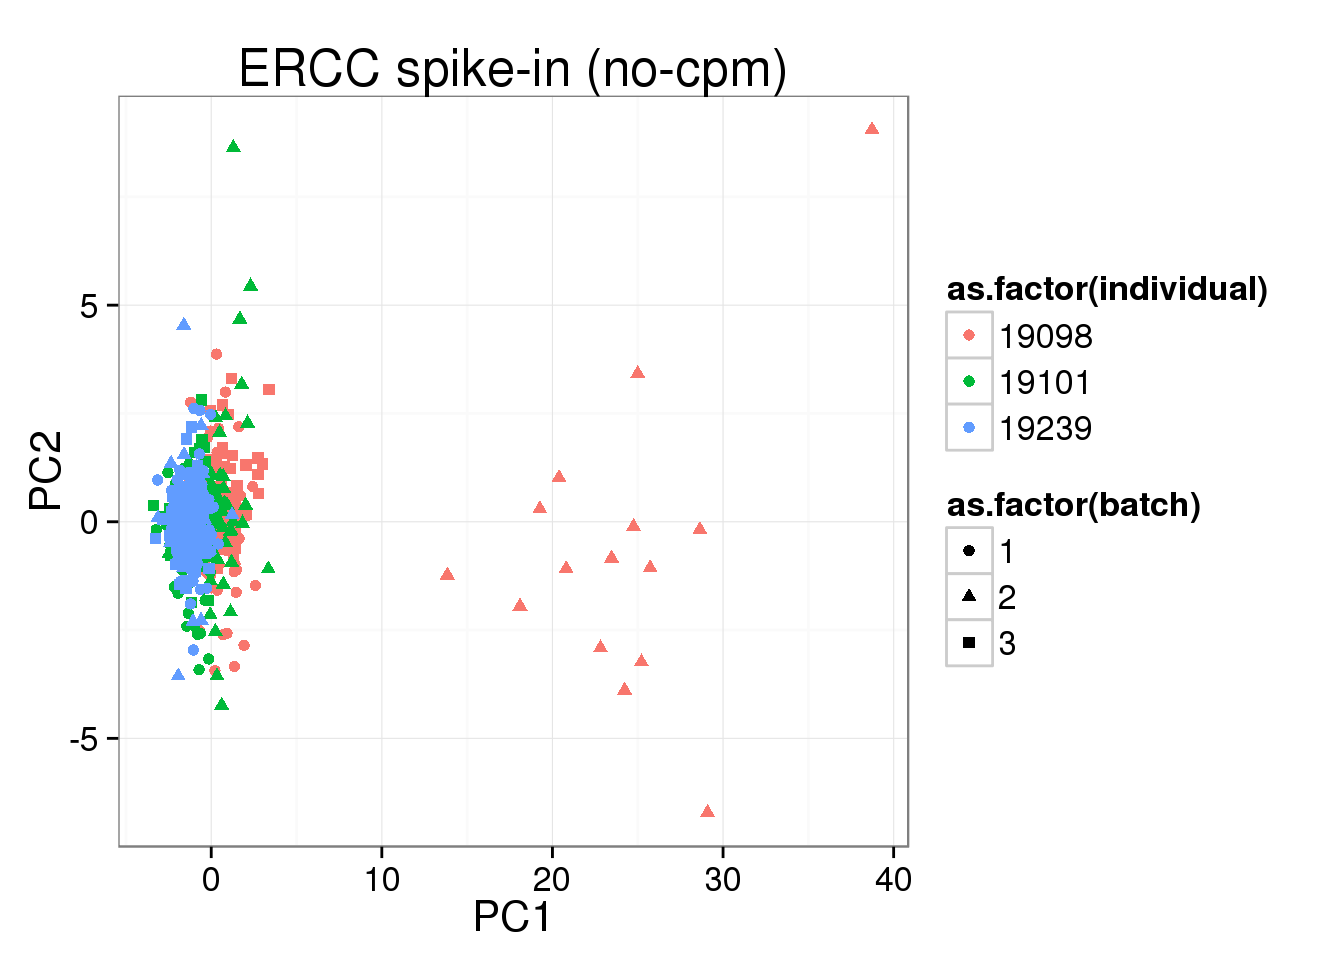 ERCC spike-in (no-cpm)
PC2
5
0
-5
0 10 20 30 40
PC1
as.factor(individual)
19098
19101
19239
as.factor(batch)
1
2
3